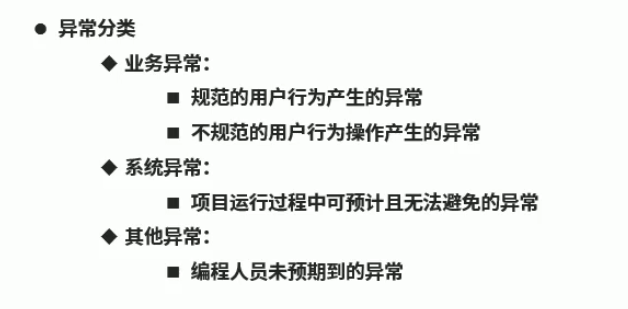 ● 异常分类
◆ 业务异常：
■ 规范的用户行为产生的异常
■ 不规范的用户行为操作产生的异常
◆ 系统异常：
■ 项目运行过程中可预计且无法避免的异常
◆ 其他异常：
■ 编程人员未预期到的异常